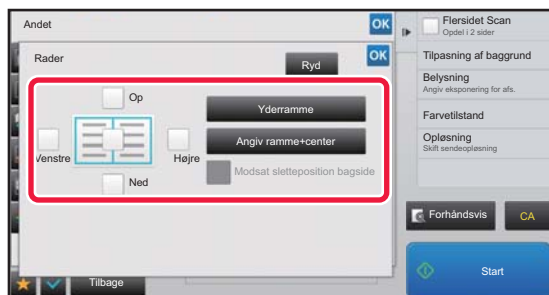 Andet
OK
Rader
Ryd
OK
Op
Venstre
Højre
Ned
Yderramme
Angiv ramme+center
Modsat sletteposition bagside
Tilbage
Flersidet Scan
Opdel i 2 sider
Tilpasning af baggrund
Belysning
Angiv eksponering for afs.
Farvetilstand
Opløsning
Skift sendeopløsning
Forhåndsvis
CA
Start